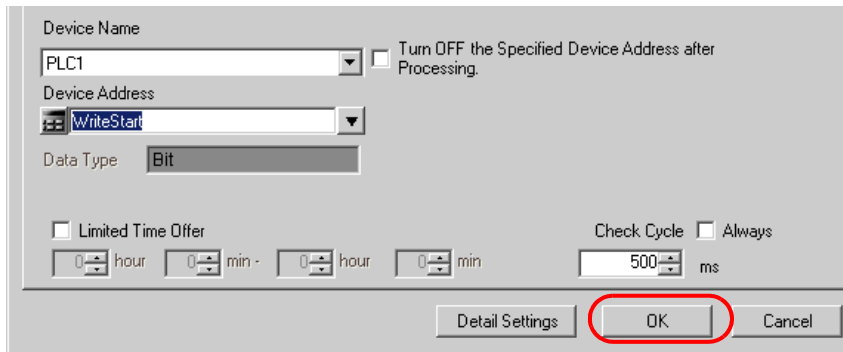 Device Name
PLC1
Turn OFF the Specified Device Address after
Processing.
Device Address
WriteStart
Data Type Bit
Limited Time Offer Check Cycle Always
0 hour 0 min - 0 hour 0 min 500 ms
Detail Settings OK Cancel